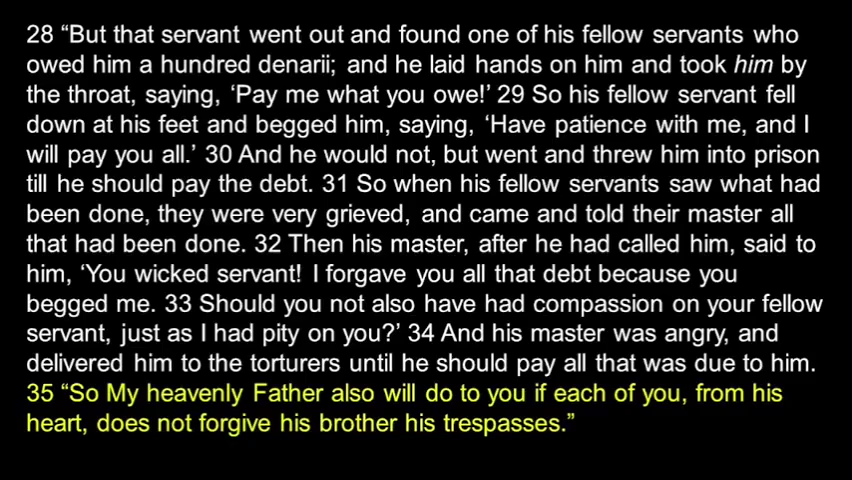 28 “But that servant went out and found one of his fellow servants who
owed him a hundred denarii; and he laid hands on him and took him by
the throat, saying, ‘Pay me what you owe!’ 29 So his fellow servant fell
down at his feet and begged him, saying, ‘Have patience with me, and I
will pay you all.’ 30 And he would not, but went and threw him into prison
till he should pay the debt. 31 So when his fellow servants saw what had
been done, they were very grieved, and came and told their master all
that had been done. 32 Then his master, after he had called him, said to
him, ‘You wicked servant! I forgave you all that debt because you
begged me. 33 Should you not also have had compassion on your fellow
servant, just as I had pity on you?’ 34 And his master was angry, and
delivered him to the torturers until he should pay all that was due to him.
35 “So My heavenly Father also will do to you if each of you, from his
heart, does not forgive his brother his trespasses.”